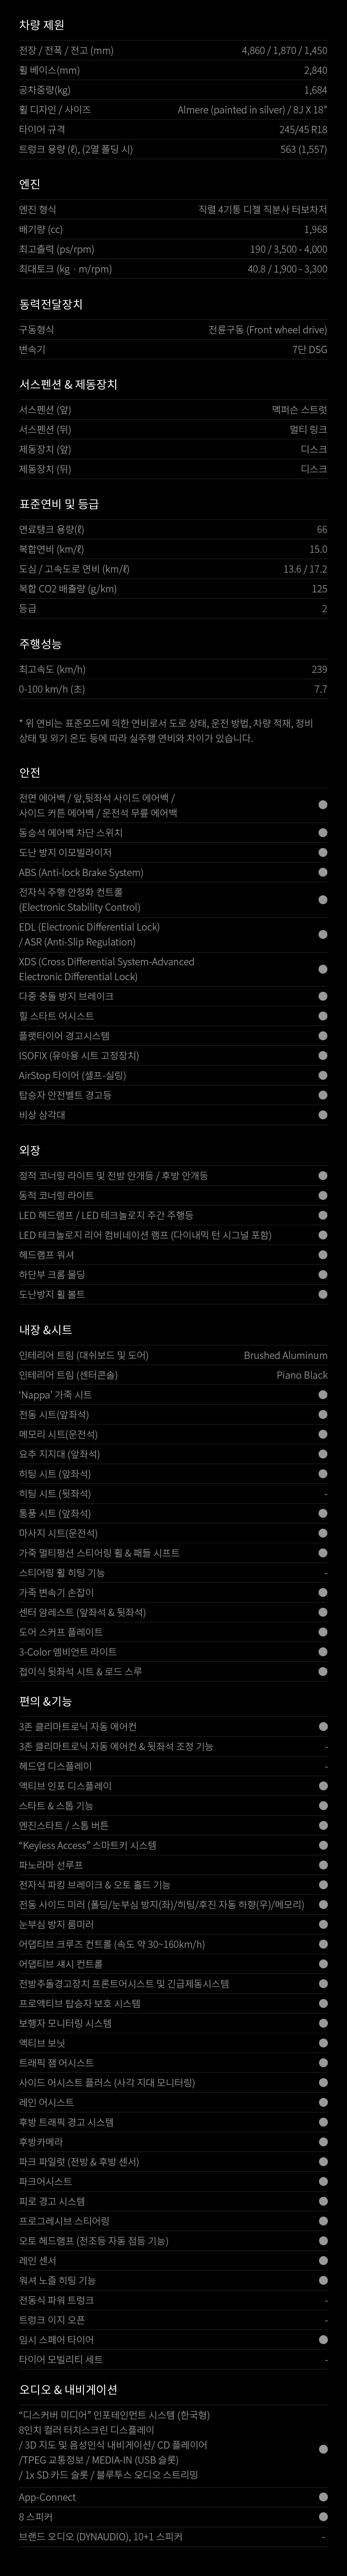 차량 제원
전장 / 전폭 / 전고 (mm) 4,860 / 1,870 / 1,450
휠 베이스(mm) 2,840
공차중량(kg) 1,684
휠 디자인 / 사이즈 Almere (painted in silver) / 8J X 18”
타이어 규격 245/45 R18
트렁크 용량 (ℓ), (2열 폴딩 시) 563 (1,557)
엔진
엔진 형식 직렬 4기통 디젤 직분사 터보차저
배기량 (cc) 1,968
최고출력 (ps/rpm) 190 / 3,500 - 4,000
최대토크 (kg · m/rpm) 40.8 / 1,900 - 3,300
동력전달장치
구동형식 전륜구동 (Front wheel drive)
변속기 7단 DSG
서스펜션 & 제동장치
서스펜션 (앞) 맥퍼슨 스트럿
서스펜션 (뒤) 멀티 링크
제동장치 (앞) 디스크
제동장치 (뒤) 디스크
표준연비 및 등급
연료탱크 용량(ℓ) 66
복합연비 (km/ℓ) 15.0
도심 / 고속도로 연비 (km/ℓ) 13.6 / 17.2
복합 CO2 배출량 (g/km) 125
등급 2
주행성능
최고속도 (km/h) 239
0-100 km/h (초) 7.7
* 위 연비는 표준모드에 의한 연비로서 도로 상태, 운전 방법, 차량 적재, 정비
상태 및 외기 온도 등에 따라 실주행 연비와 차이가 있습니다.
안전
전면 에어백 / 앞,뒷좌석 사이드 에어백 /
사이드 커튼 에어백 / 운전석 무릎 에어백 ●
동승석 에어백 차단 스위치 ●
도난 방지 이모빌라이저 ●
ABS (Anti-lock Brake System) ●
전자식 주행 안정화 컨트롤
(Electronic Stability Control) ●
EDL (Electronic Differential Lock)
/ ASR (Anti-Slip Regulation) ●
XDS (Cross Differential System-Advanced
Electronic Differential Lock) ●
다중 충돌 방지 브레이크 ●
힐 스타트 어시스트 ●
플랫타이어 경고시스템 ●
ISOFIX (유아용 시트 고정장치) ●
AirStop 타이어 (셀프-실링) ●
탑승자 안전벨트 경고등 ●
비상 삼각대 ●
외장
정적 코너링 라이트 및 전방 안개등 / 후방 안개등 ●
동적 코너링 라이트 ●
LED 헤드램프 / LED 테크놀로지 주간 주행등 ●
LED 테크놀로지 리어 컴비네이션 램프 (다이내믹 턴 시그널 포함) ●
헤드램프 워셔 ●
하단부 크롬 몰딩 ●
도난방지 휠 볼트 ●
내장 &시트
인테리어 트림 (대쉬보드 및 도어) Brushed Aluminum
인테리어 트림 (센터콘솔) Piano Black
‘Nappa’ 가죽 시트 ●
전동 시트(앞좌석) ●
메모리 시트(운전석) ●
요추 지지대 (앞좌석) ●
히팅 시트 (앞좌석) ●
히팅 시트 (뒷좌석) -
통풍 시트 (앞좌석) ●
마사지 시트(운전석) ●
가죽 멀티펑션 스티어링 휠 & 패들 시프트 ●
스티어링 휠 히팅 기능 -
가죽 변속기 손잡이 ●
센터 암레스트 (앞좌석 & 뒷좌석) ●
도어 스커프 플레이트 ●
3-Color 엠비언트 라이트 ●
접이식 뒷좌석 시트 & 로드 스루 ●
편의 &기능
3존 클리마트로닉 자동 에어컨 ●
3존 클리마트로닉 자동 에어컨 & 뒷좌석 조정 기능 -
헤드업 디스플레이 -
액티브 인포 디스플레이 ●
스타트 & 스톱 기능 ●
엔진스타트 / 스톱 버튼 ●
“Keyless Access” 스마트키 시스템 ●
파노라마 선루프 ●
전자식 파킹 브레이크 & 오토 홀드 기능 ●
전동 사이드 미러 (폴딩/눈부심 방지(좌)/히팅/후진 자동 하향(우)/메모리) ●
눈부심 방지 룸미러 ●
어댑티브 크루즈 컨트롤 (속도 약 30~160km/h) ●
어댑티브 섀시 컨트롤 ●
전방추돌경고장치 프론트어시스트 및 긴급제동시스템 ●
프로액티브 탑승자 보호 시스템 ●
보행자 모니터링 시스템 ●
액티브 보닛 ●
트래픽 잼 어시스트 ●
사이드 어시스트 플러스 (사각 지대 모니터링) ●
레인 어시스트 ●
후방 트래픽 경고 시스템 ●
후방카메라 ●
파크 파일럿 (전방 & 후방 센서) ●
파크어시스트 ●
피로 경고 시스템 ●
프로그레시브 스티어링 ●
오토 헤드램프 (전조등 자동 점등 기능) ●
레인 센서 ●
워셔 노즐 히팅 기능 ●
전동식 파워 트렁크 -
트렁크 이지 오픈 -
임시 스페어 타이어 ●
타이어 모빌리티 세트 -
오디오 & 내비게이션
“디스커버 미디어” 인포테인먼트 시스템 (한국형)
8인치 컬러 터치스크린 디스플레이
/ 3D 지도 및 음성인식 내비게이션/ CD 플레이어 ●
/TPEG 교통정보 / MEDIA-IN (USB 슬롯)
/ 1x SD 카드 슬롯 / 블루투스 오디오 스트리밍
App-Connect ●
8 스피커 ●
브랜드 오디오 (DYNAUDIO), 10+1 스피커 -